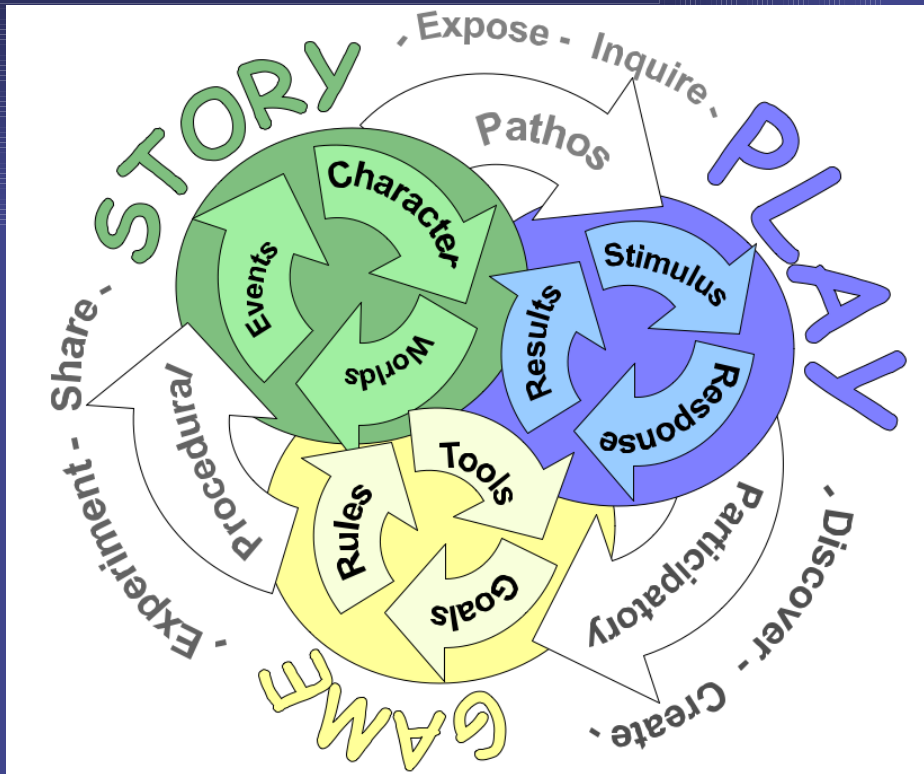 STORY
, Expose - Inquire ,
PLAY
Pathos
Character
Events
Worlds
Stimulus
Results
Response
Share -
Procedural
Experiment -
Tools
Rules
Goals
Participatory
, Discover - Create ,
GAME